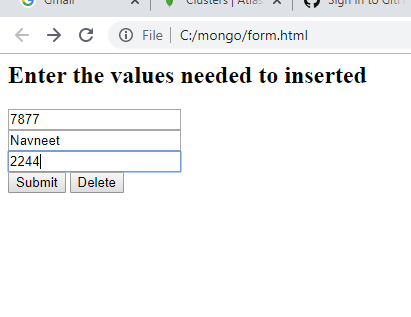 Gmail
Clusters | Atlas
Sign in to GitH
File | C:/mongo/form.html
Enter the values needed to inserted
7877
Navneet
2244
Submit Delete